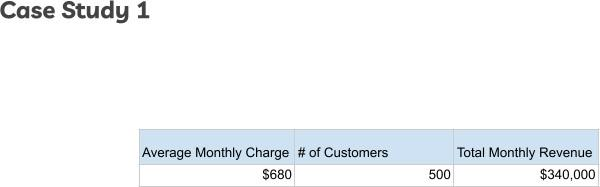 Case Study 1
Average Monthly Charge # of Customers Total Monthly Revenue
$680 500 $340,000